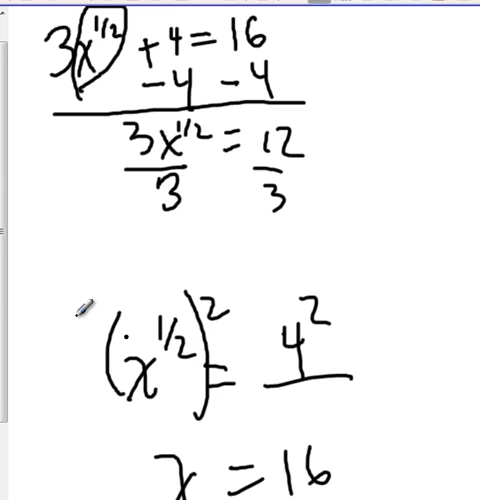 3x^{1/2} + 4 = 16
- 4 - 4
3x^{1/2} = 12
3 3
(x^{1/2})^2 = 4^2
x = 16